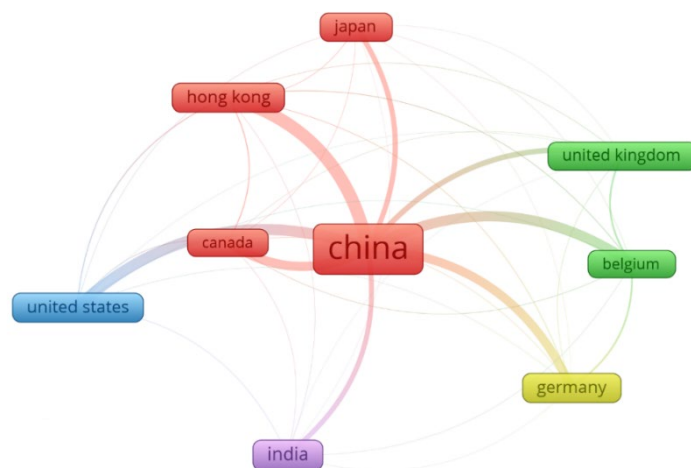 japan
hong kong
united kingdom
canada
china
belgium
united states
germany
india